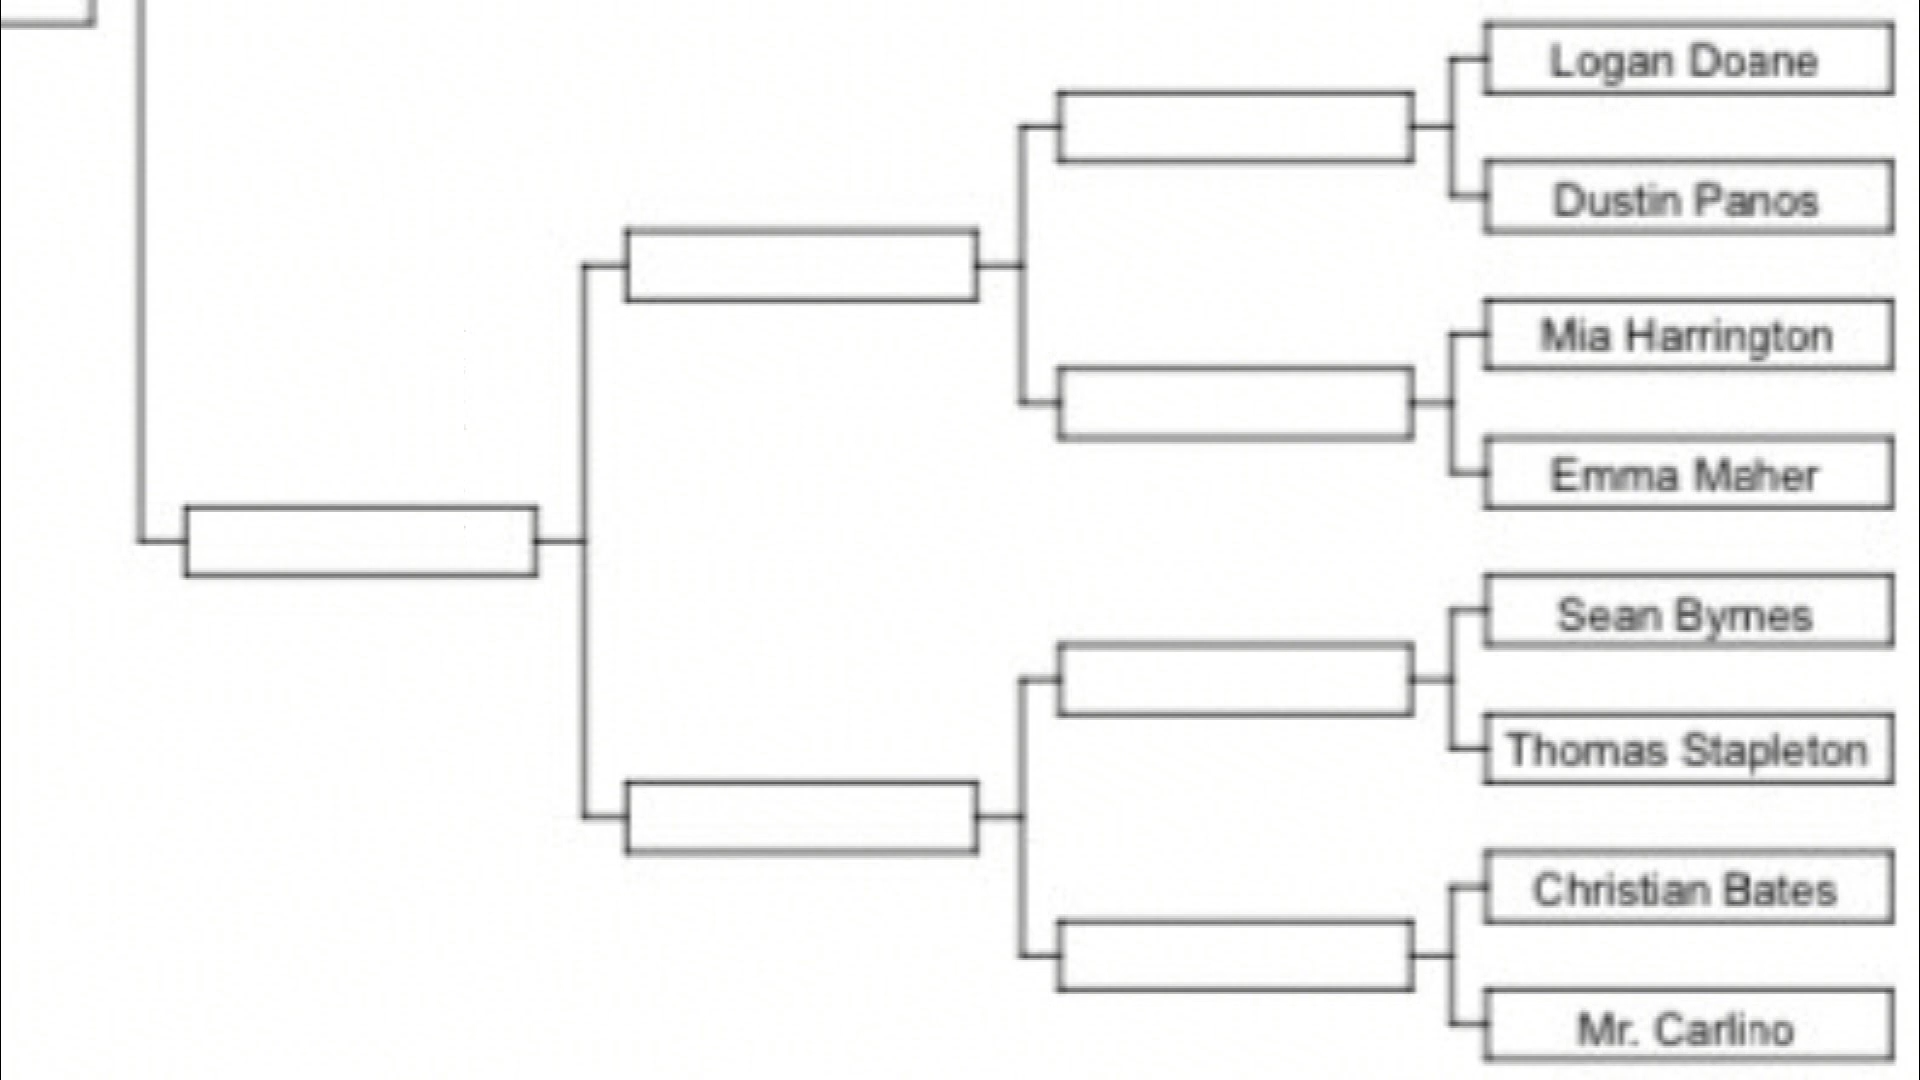 Logan Doane
Dustin Panos
Mia Harrington
Emma Maher
Sean Byrnes
Thomas Stapleton
Christian Bates
Mr. Carlino